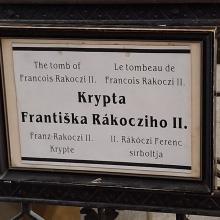 The tomb of Le tombeau de
Francois Rakoczi II. Francois Rakoczi II.
Krypta
Františka Rákocziho II.
Franz-Rakoczi II. II. Rákóczi Ferenc
Krypte sirboltja